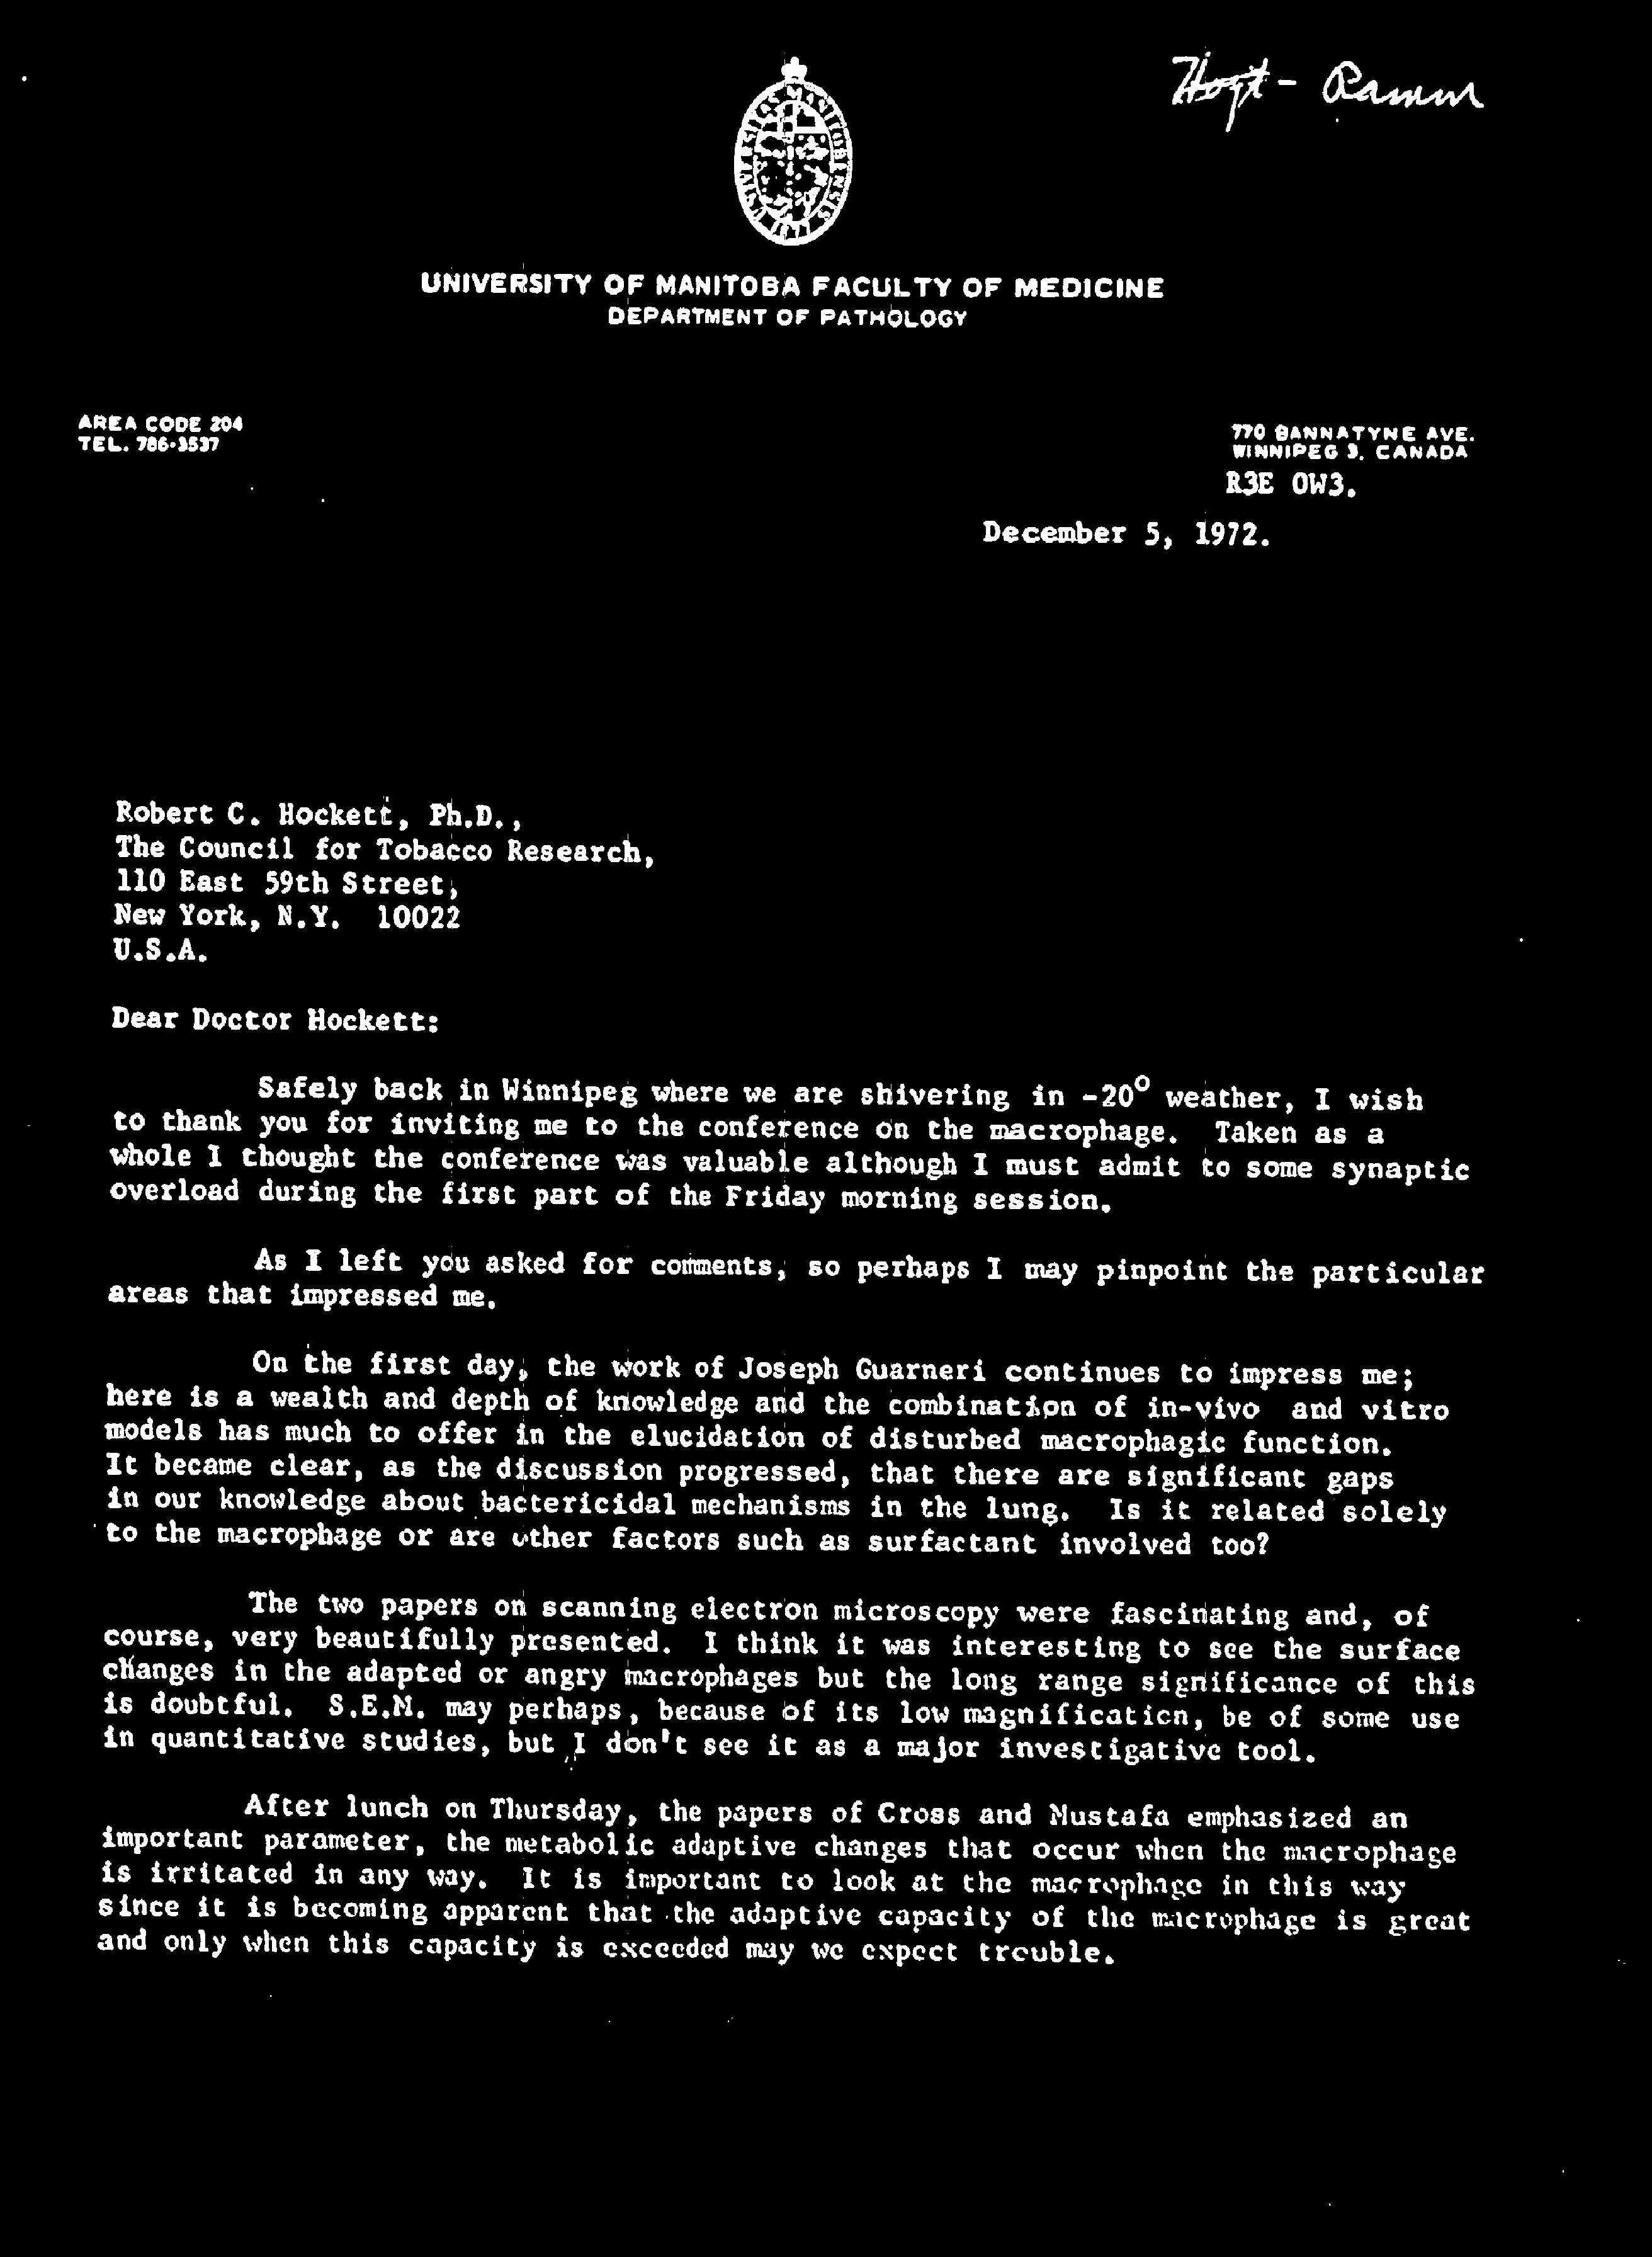 Hoyt - Ramm
UNIVERSITY OF MANITOBA FACULTY OF MEDICINE
DEPARTMENT OF PATHOLOGY
AREA CODE 204
TEL. 786-3537
770 BANNATYNE AVE.
WINNIPEG 3, CANADA
R3E 0W3.
December 5, 1972.
Robert C. Hockett, Ph.D.,
The Council for Tobacco Research,
110 East 59th Street,
New York, N.Y. 10022
U.S.A.
Dear Doctor Hockett:
Safely back in Winnipeg where we are shivering in -20° weather, I wish
to thank you for inviting me to the conference on the macrophage. Taken as a
whole I thought the conference was valuable although I must admit to some synaptic
overload during the first part of the Friday morning session.
As I left you asked for comments, so perhaps I may pinpoint the particular
areas that impressed me.
On the first day, the work of Joseph Guarneri continues to impress me;
here is a wealth and depth of knowledge and the combination of in-vivo and vitro
models has much to offer in the elucidation of disturbed macrophagic function.
It became clear, as the discussion progressed, that there are significant gaps
in our knowledge about bactericidal mechanisms in the lung. Is it related solely
to the macrophage or are other factors such as surfactant involved too?
The two papers on scanning electron microscopy were fascinating and, of
course, very beautifully presented. I think it was interesting to see the surface
changes in the adapted or angry macrophages but the long range significance of this
is doubtful. S.E.M. may perhaps, because of its low magnification, be of some use
in quantitative studies, but I don't see it as a major investigative tool.
After lunch on Thursday, the papers of Cross and Mustafa emphasized an
important parameter, the metabolic adaptive changes that occur when the macrophage
is irritated in any way. It is important to look at the macrophage in this way
since it is becoming apparent that the adaptive capacity of the macrophage is great
and only when this capacity is exceeded may we expect trouble.